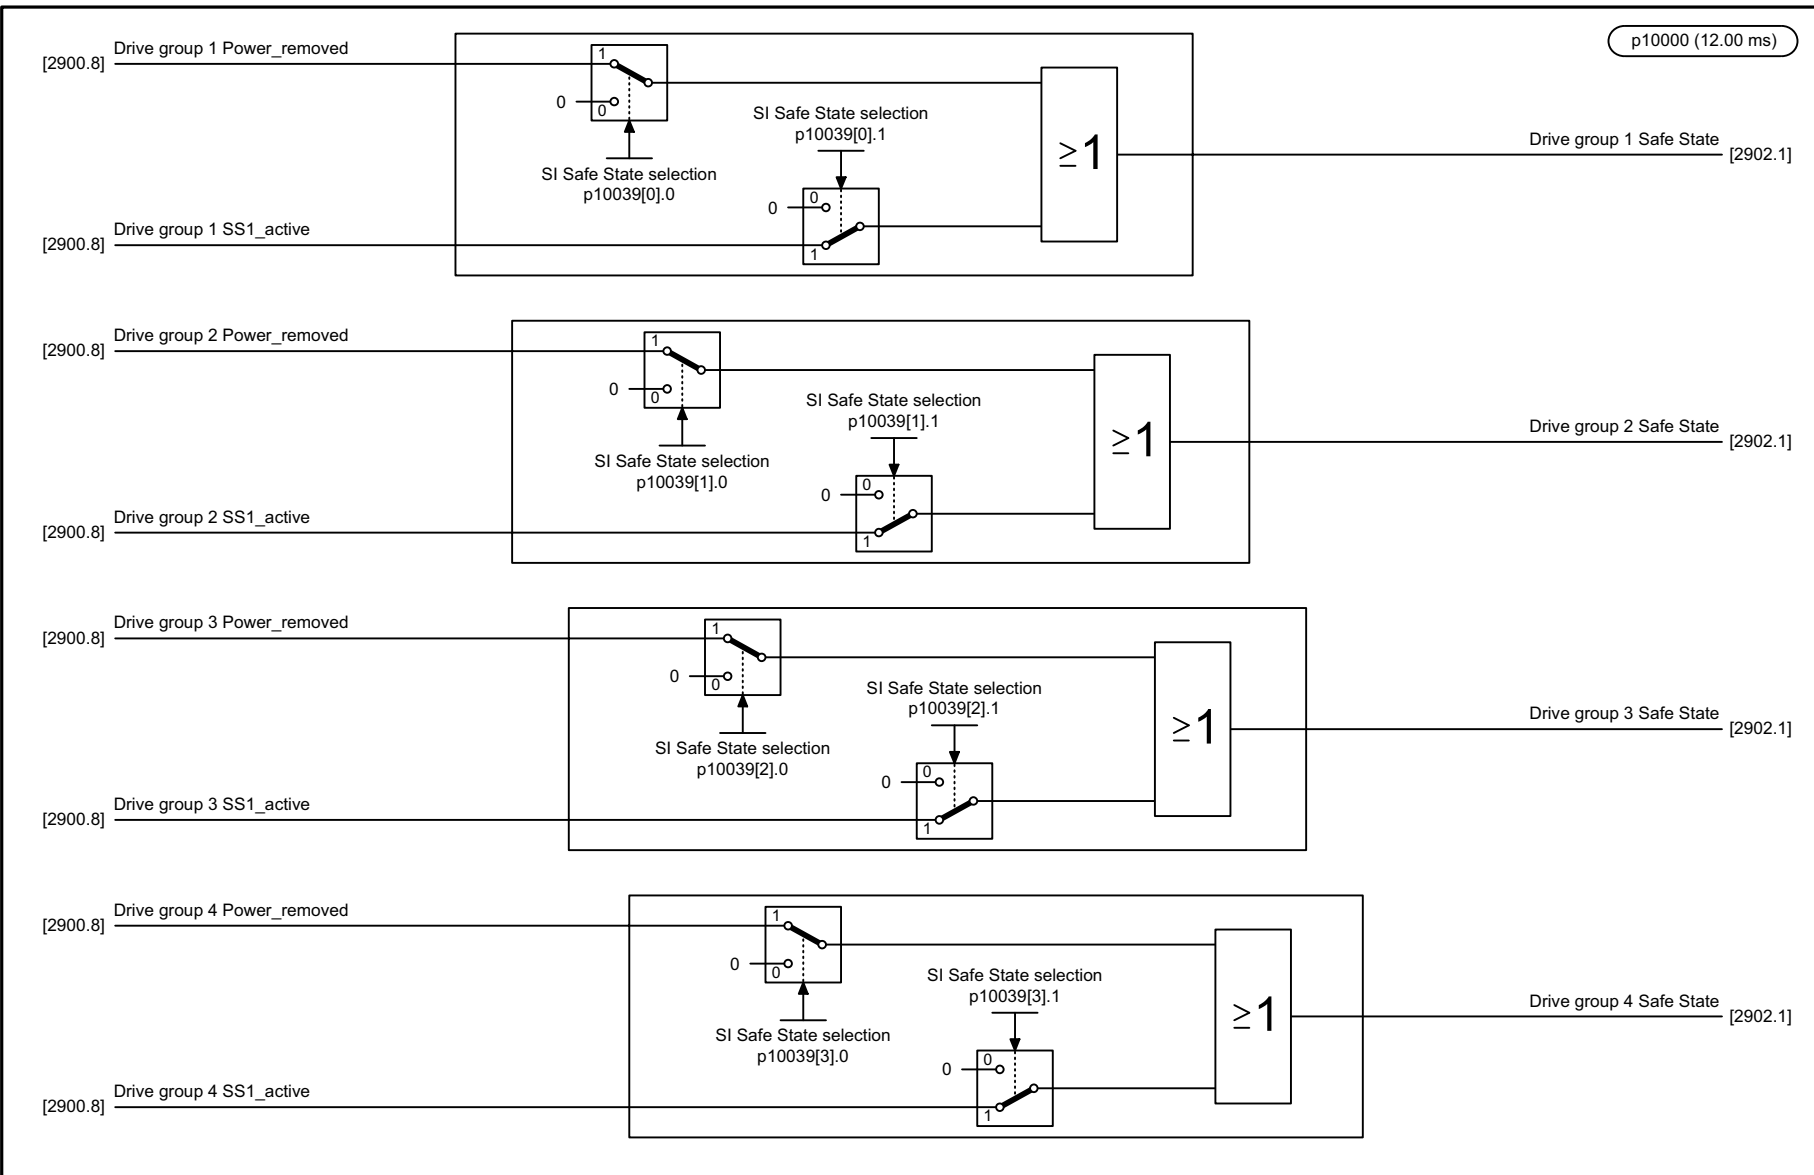 p10000 (12.00 ms)
Drive group 1 Power_removed
[2900.8]
1
0
0
SI Safe State selection
p10039[0].0
SI Safe State selection
p10039[0].1
0
0
1
≥1
Drive group 1 Safe State
[2902.1]
Drive group 1 SS1_active
[2900.8]
Drive group 2 Power_removed
[2900.8]
1
0
0
SI Safe State selection
p10039[1].0
SI Safe State selection
p10039[1].1
0
0
1
≥1
Drive group 2 Safe State
[2902.1]
Drive group 2 SS1_active
[2900.8]
Drive group 3 Power_removed
[2900.8]
1
0
0
SI Safe State selection
p10039[2].0
SI Safe State selection
p10039[2].1
0
0
1
≥1
Drive group 3 Safe State
[2902.1]
Drive group 3 SS1_active
[2900.8]
Drive group 4 Power_removed
[2900.8]
1
0
0
SI Safe State selection
p10039[3].0
SI Safe State selection
p10039[3].1
0
0
1
≥1
Drive group 4 Safe State
[2902.1]
Drive group 4 SS1_active
[2900.8]